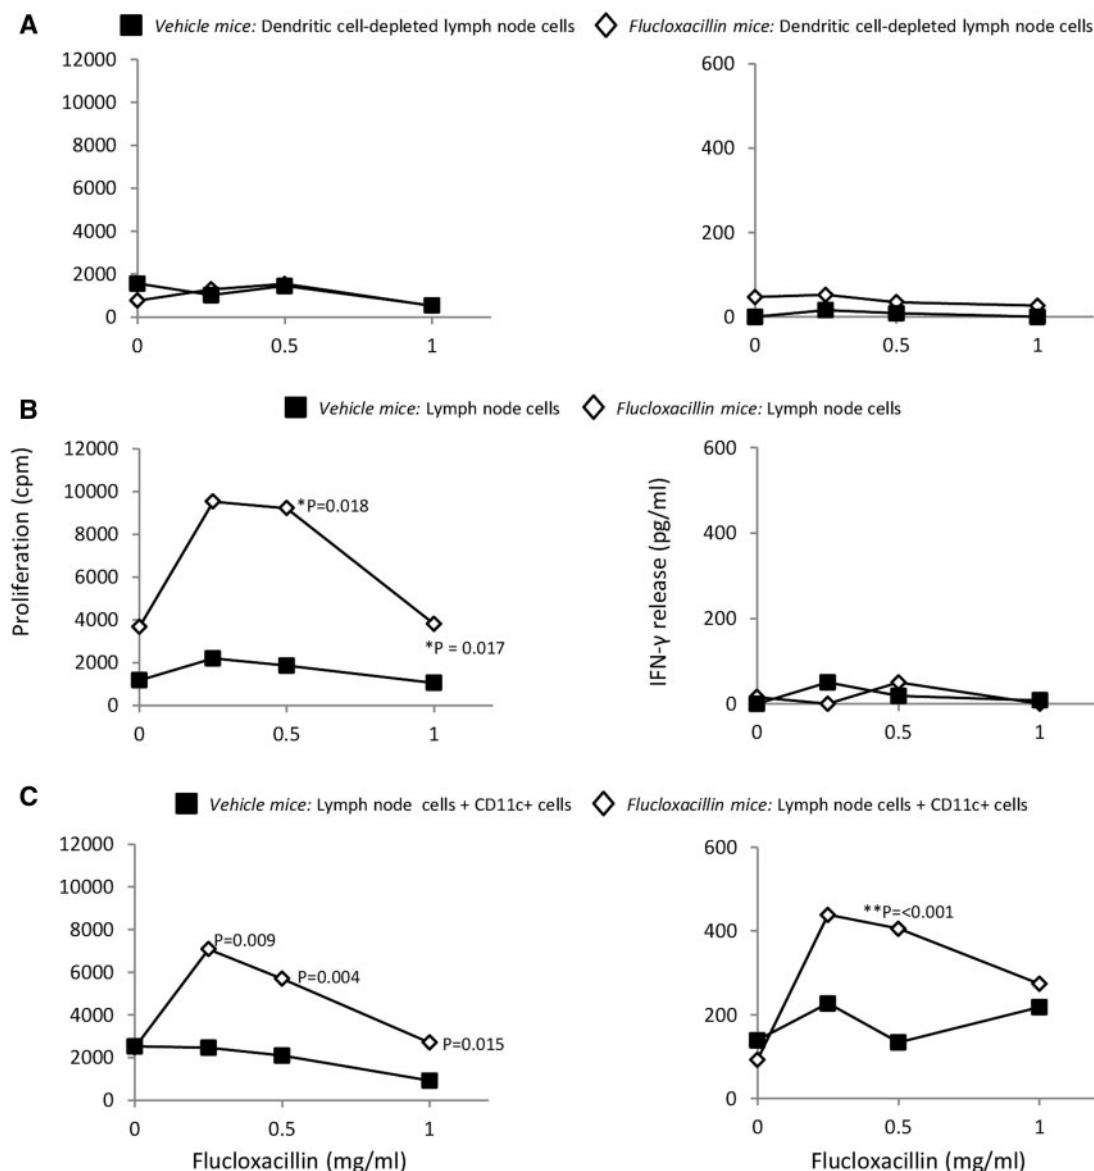 A
Vehicle mice: Dendritic cell-depleted lymph node cells
Flucloxacillin mice: Dendritic cell-depleted lymph node cells
12000
10000
8000
6000
4000
2000
0
0
0.5
1
600
400
200
0
0
0.5
1
B
Vehicle mice: Lymph node cells
Flucloxacillin mice: Lymph node cells
Proliferation (cpm)
12000
10000
8000
6000
4000
2000
0
*P=0.018
*P = 0.017
0
0.5
1
IFN-γ release (pg/ml)
600
400
200
0
0
0.5
1
C
Vehicle mice: Lymph node cells + CD11c+ cells
Flucloxacillin mice: Lymph node cells + CD11c+ cells
12000
10000
8000
6000
4000
2000
0
P=0.009
P=0.004
P=0.015
0
0.5
1
Flucloxacillin (mg/ml)
600
400
200
0
**P=<0.001
0
0.5
1
Flucloxacillin (mg/ml)